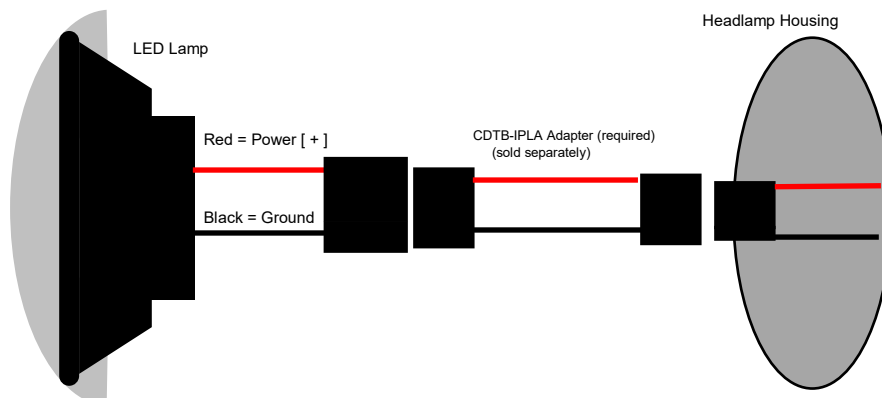 Headlamp Housing
LED Lamp
Red = Power [ + ]
CDTB-IPLA Adapter (required)
(sold separately)
Black = Ground